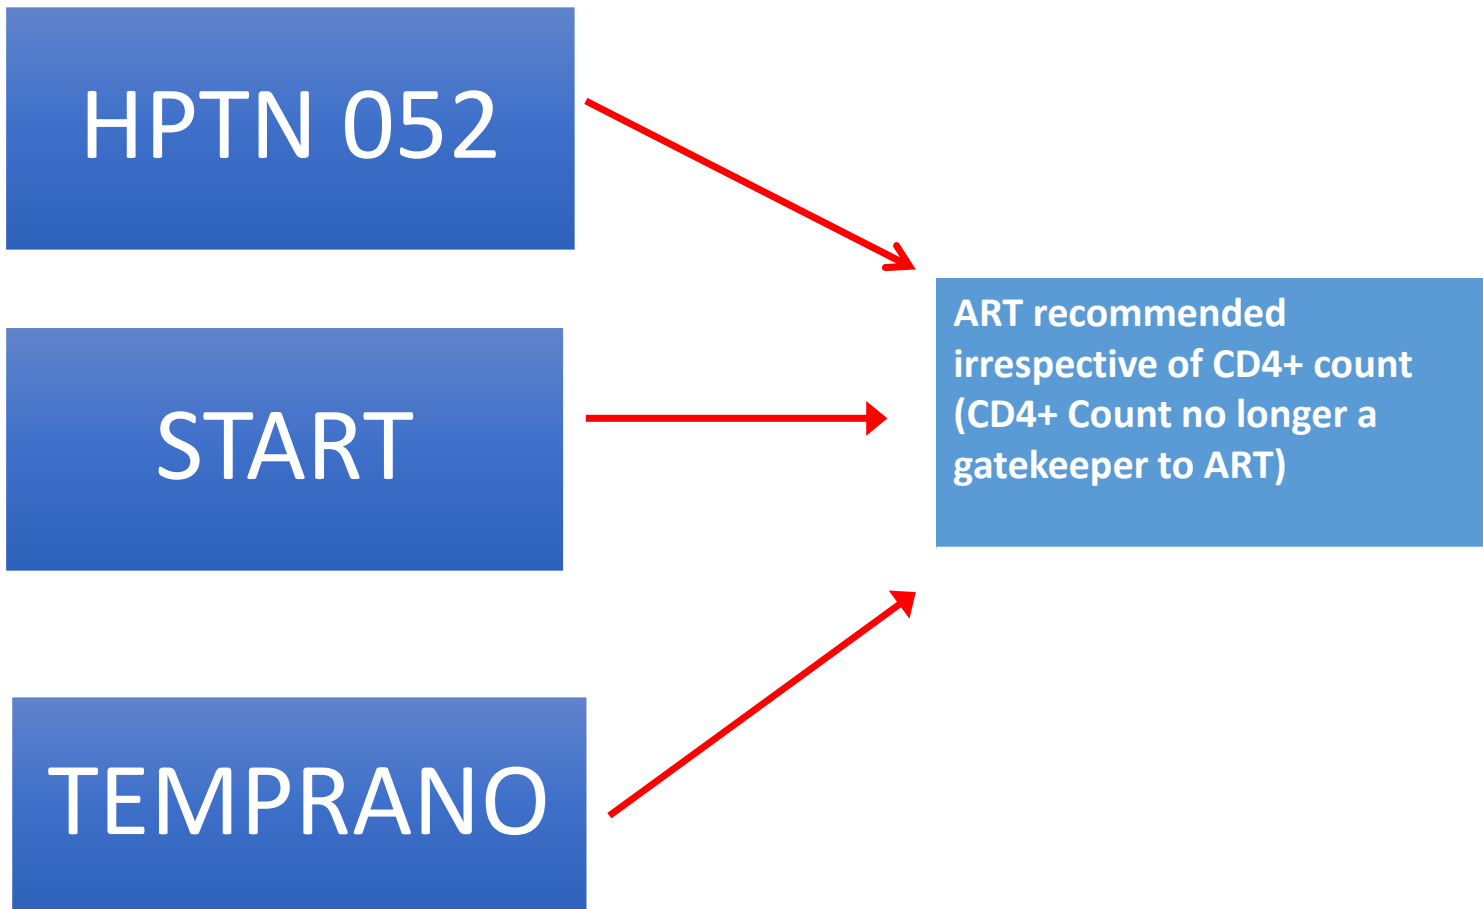 HPTN 052
START
TEMPRANO
ART recommended
irrespective of CD4+ count
(CD4+ Count no longer a
gatekeeper to ART)